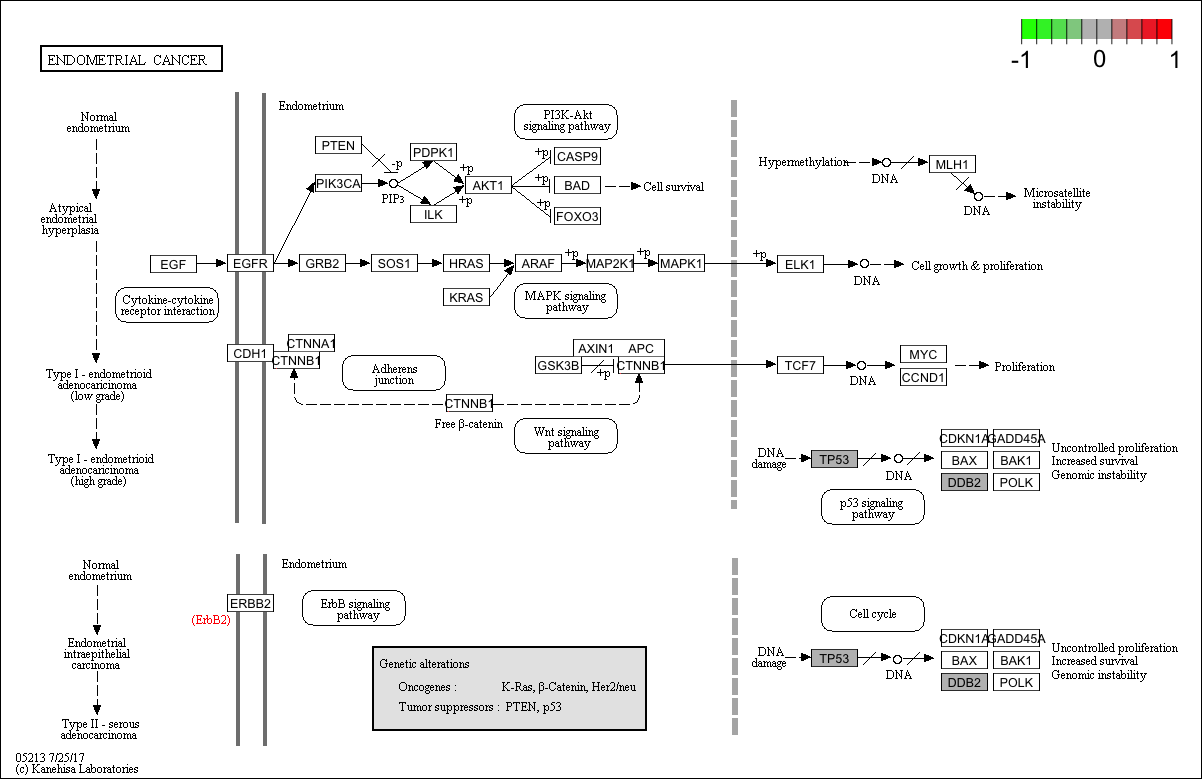 -1 0 1
ENDOMETRIAL CANCER
Normal
endometrium
Atypical
endometrial
hyperplasia
Type I - endometrioid
adenocaricinoma
(low grade)
Type I - endometrioid
adenocaricinoma
(high grade)
Endometrium
PI3K-Akt
signaling pathway
PTEN
-p
PDPK1
+p
PIK3CA
PIP3
AKT1
ILK
+p
+p
CASP9
+p
BAD
+p
FOXO3
Cell survival
Hypermethylation
DNA
MLH1
DNA
Microsatellite
instability
EGF
EGFR
GRB2
SOS1
HRAS
ARAF
+p
MAP2K1
+p
MAPK1
+p
ELK1
DNA
Cell growth & proliferation
KRAS
Cytokine-cytokine
receptor interaction
MAPK signaling
pathway
CDH1
CTNNA1
CTNNB1
Adherens
junction
AXIN1 APC
GSK3B
+p
CTNNB1
TCF7
DNA
MYC
CCND1
Proliferation
CTNNB1
Free β-catenin
Wnt signaling
pathway
DNA
damage
TP53
DNA
CDKN1A GADD45A
BAX BAK1
DDB2 POLK
Uncontrolled proliferation
Increased survival
Genomic instability
p53 signaling
pathway
Normal
endometrium
Endometrial
intraepithelial
carcinoma
Type II - serous
adenocarcinoma
Endometrium
ERBB2
(ErbB2)
ErbB signaling
pathway
Cell cycle
DNA
damage
TP53
DNA
CDKN1A GADD45A
BAX BAK1
DDB2 POLK
Uncontrolled proliferation
Increased survival
Genomic instability
Genetic alterations
Oncogenes : K-Ras, β-Catenin, Her2/neu
Tumor suppressors : PTEN, p53
05213 7/25/17
(c) Kanehisa Laboratories